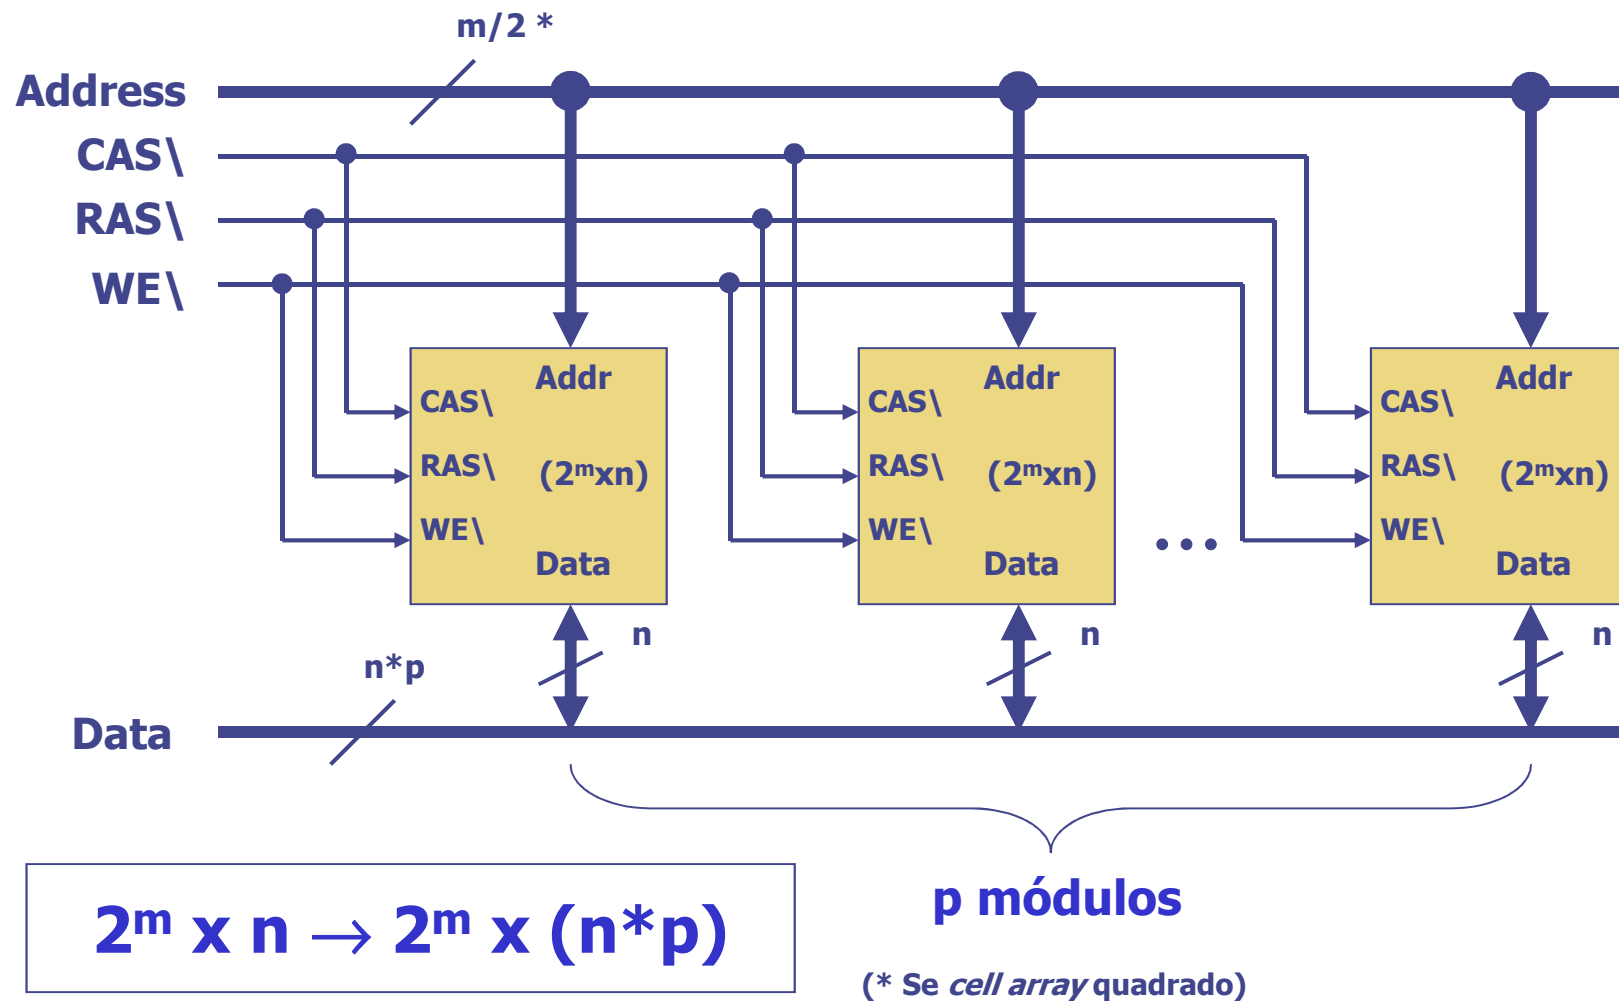 m/2 *
Address
CAS\
RAS\
WE\
Addr
CAS\
RAS\
(2ᵐxn)
WE\
Data
n
Addr
CAS\
RAS\
(2ᵐxn)
WE\
Data
n
...
Addr
CAS\
RAS\
(2ᵐxn)
WE\
Data
n
n*p
Data
p módulos
2ᵐ x n → 2ᵐ x (n*p)
(* Se cell array quadrado)